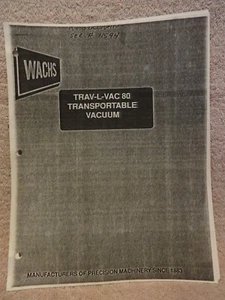 WACHS
TRAV-L-VAC 80
TRANSPORTABLE
VACUUM
MANUFACTURERS OF PRECISION MACHINERY SINCE 1883